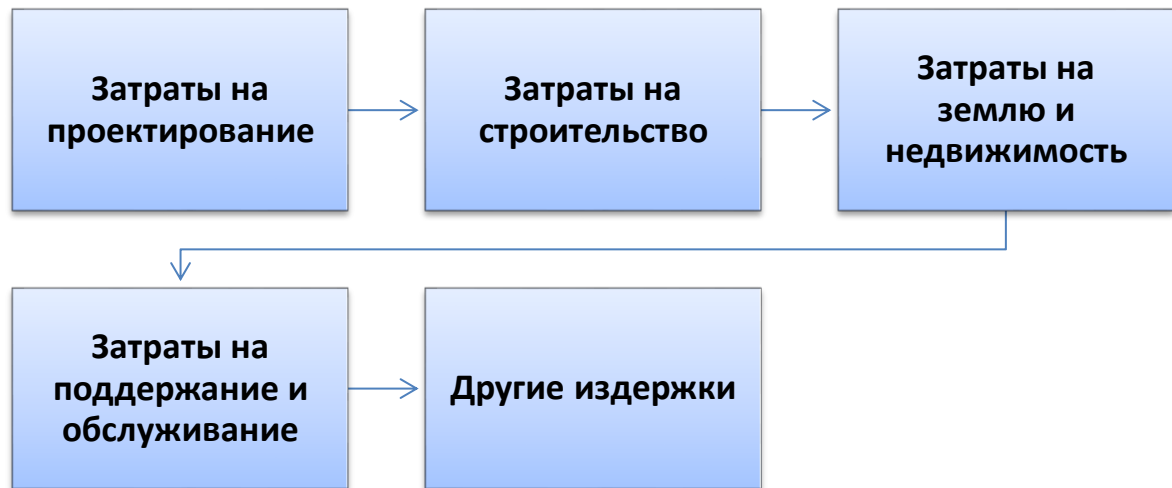 Затраты на
проектирование
Затраты на
строительство
Затраты на
землю и
недвижимость
Затраты на
поддержание и
обслуживание
Другие издержки